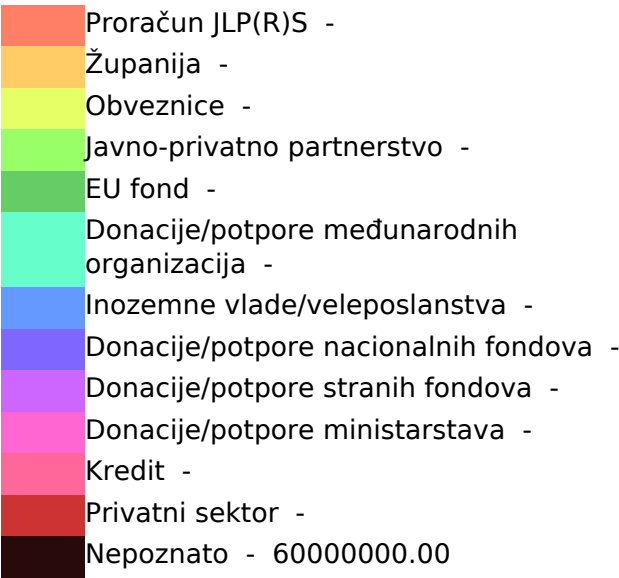 Proračun JLP(R)S -
Županija -
Obveznice -
Javno-privatno partnerstvo -
EU fond -
Donacije/potpore međunarodnih
organizacija -
Inozemne vlade/veleposlanstva -
Donacije/potpore nacionalnih fondova -
Donacije/potpore stranih fondova -
Donacije/potpore ministarstava -
Kredit -
Privatni sektor -
Nepoznato - 60000000.00